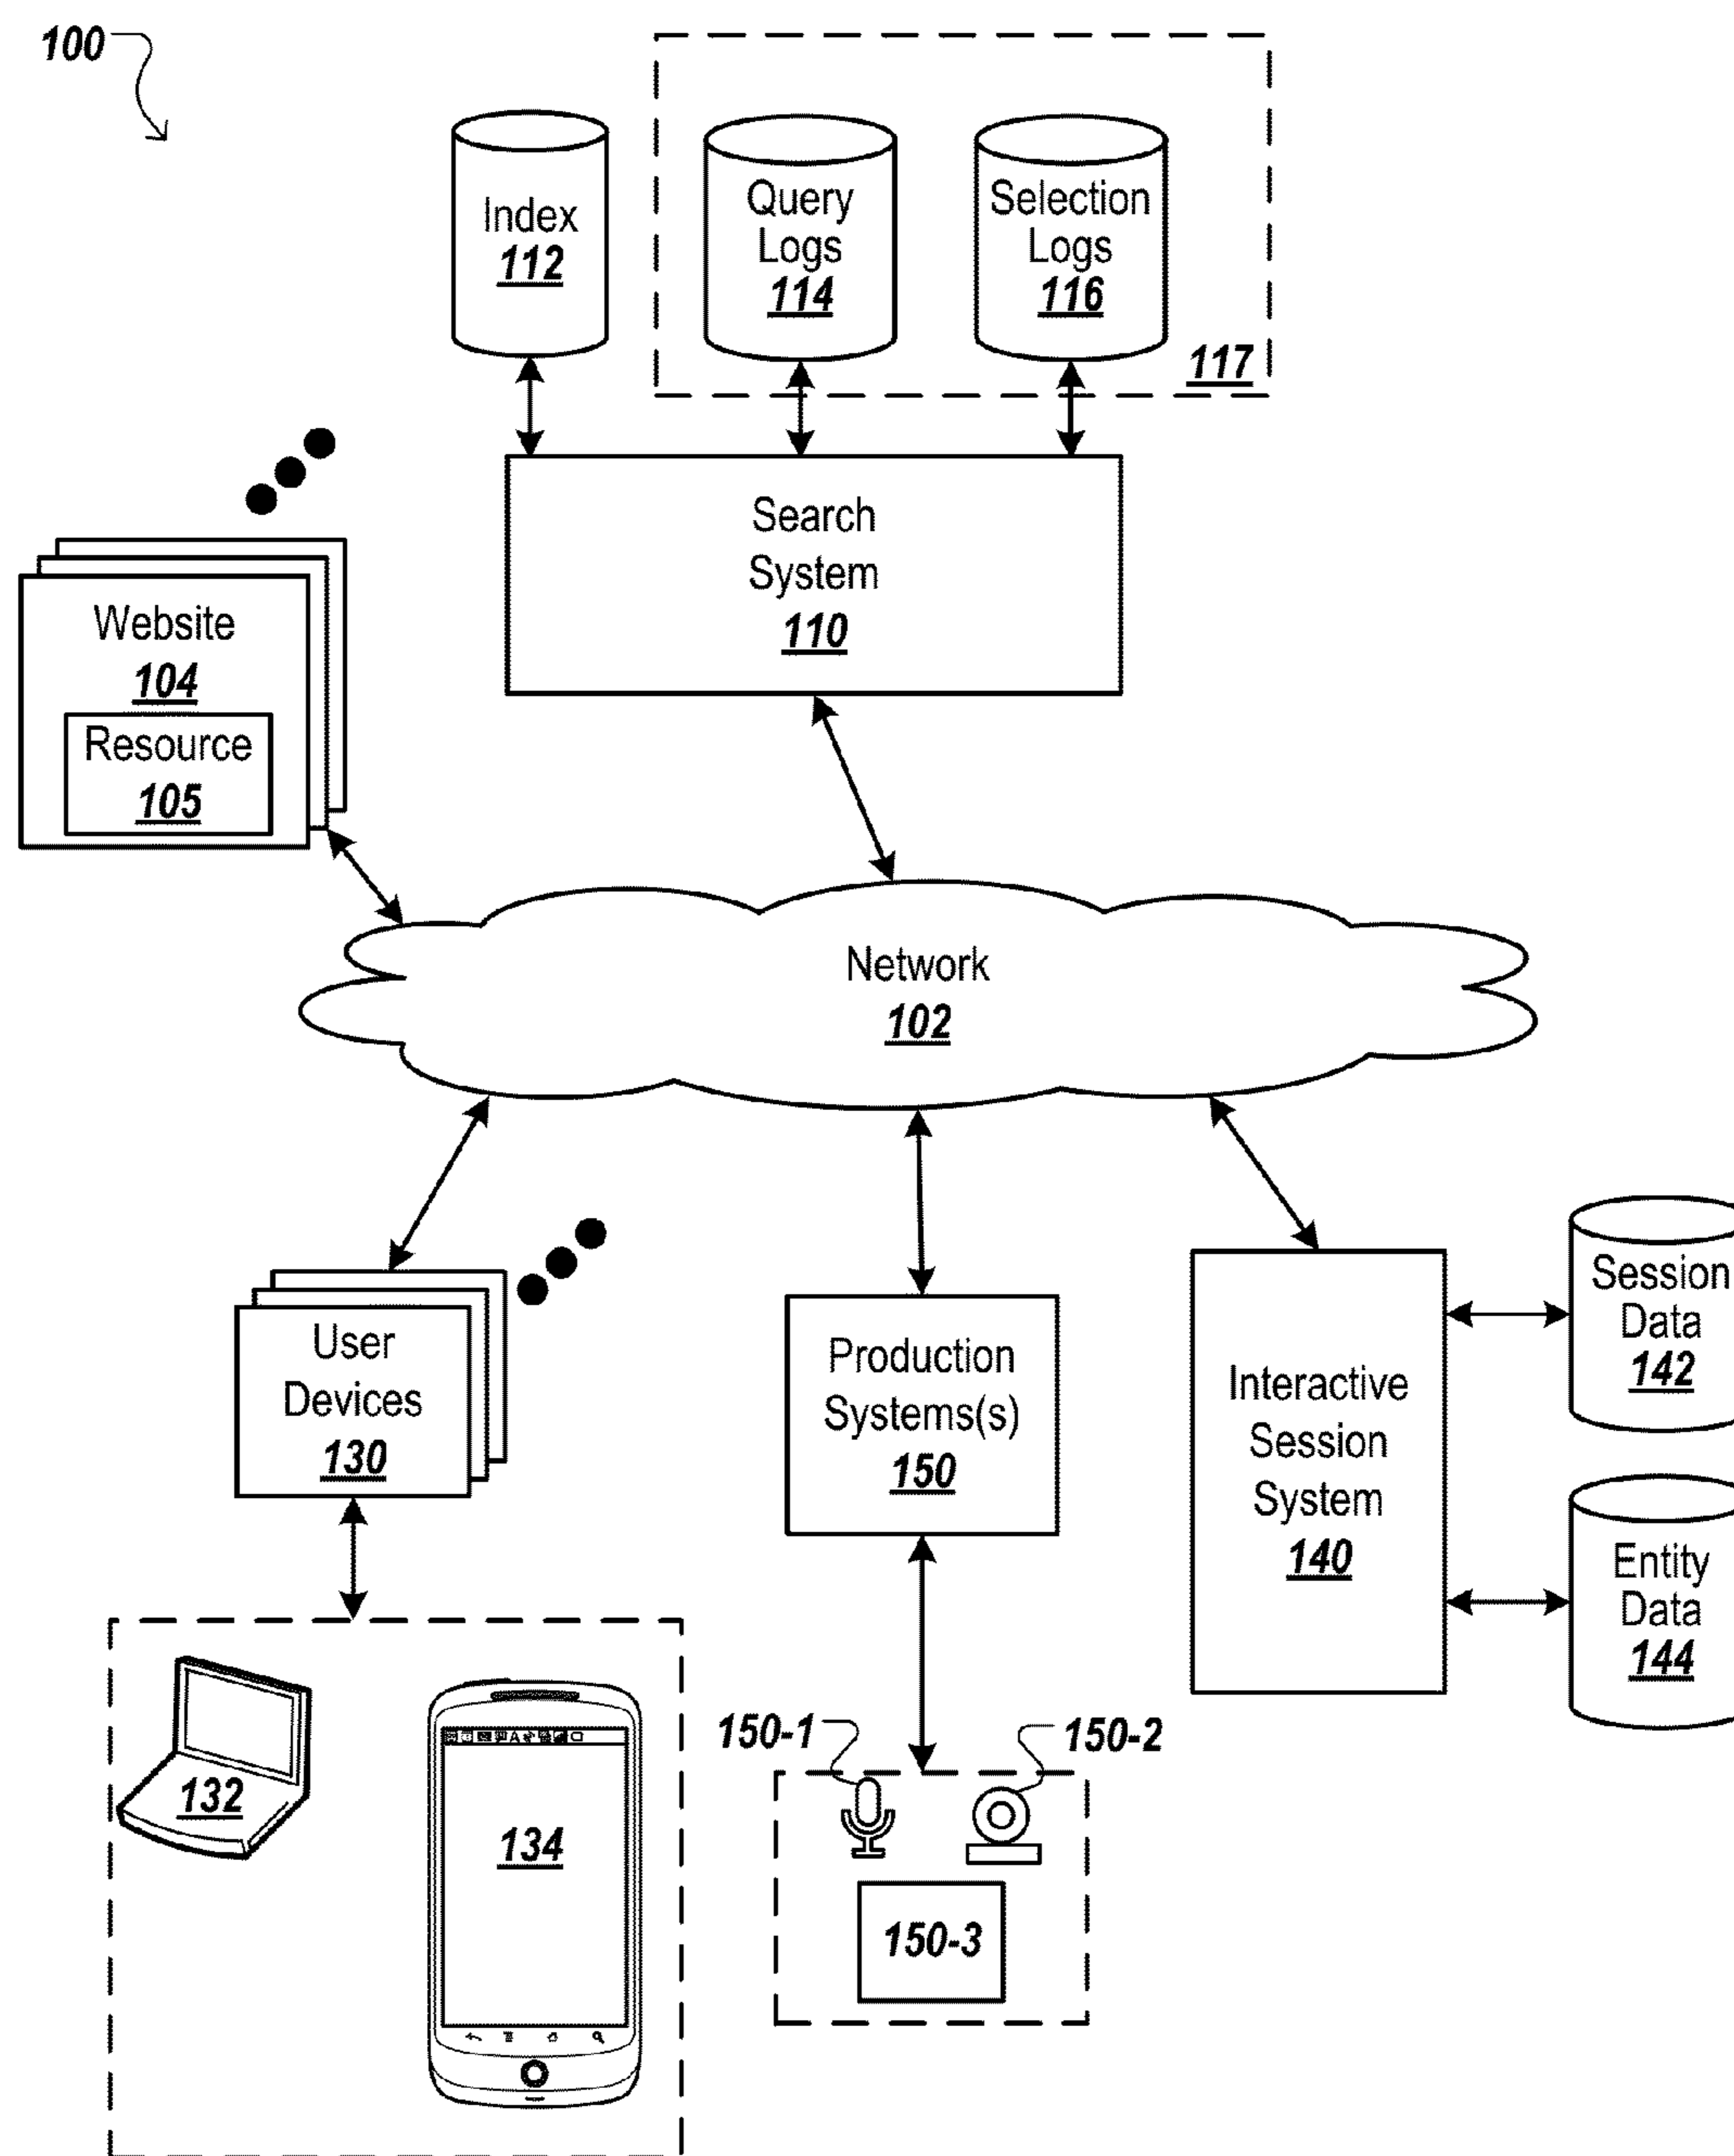 100
Index
112
Query
Logs
114
Selection
Logs
116
117
Search
System
110
Website
104
Resource
105
Network
102
User
Devices
130
Production
Systems(s)
150
Interactive
Session
System
140
Session
Data
142
Entity
Data
144
132
134
150-1
150-2
150-3